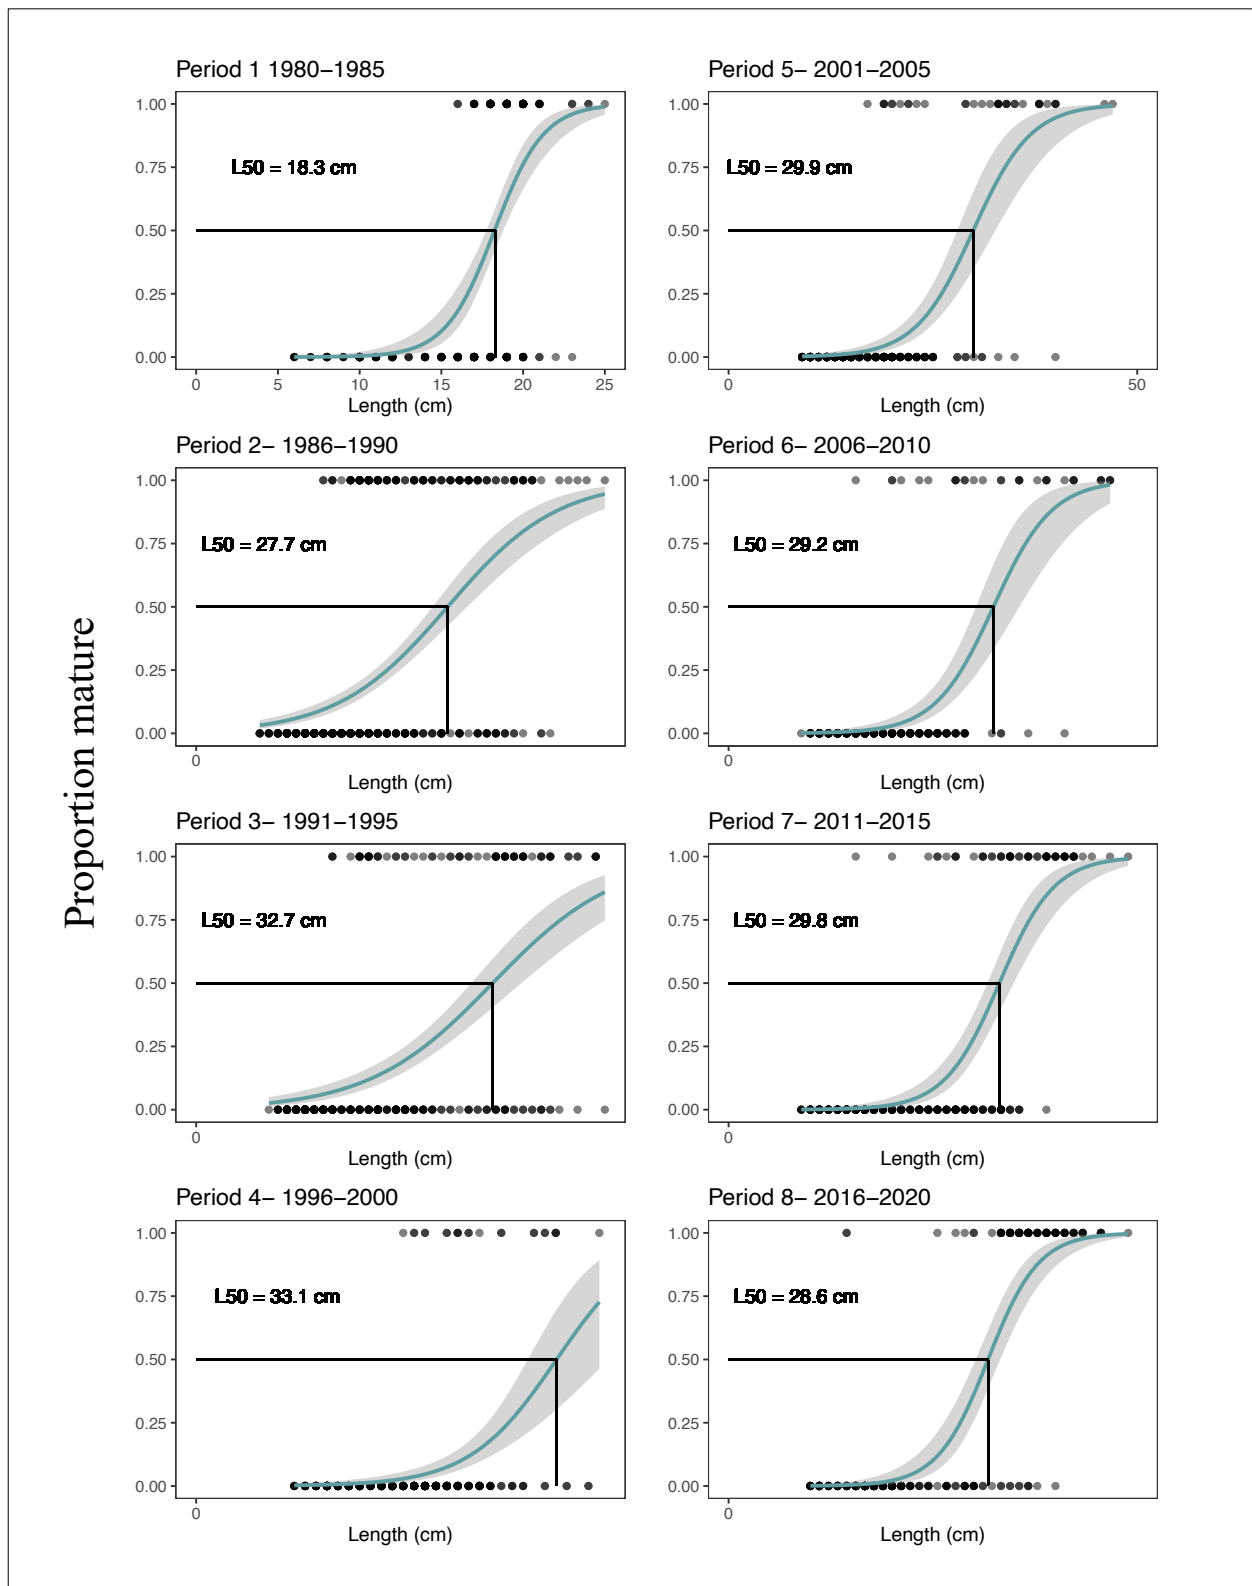 Proportion mature
Period 1 1980–1985
1.00
0.75
0.50
0.25
0.00
L50 = 18.3 cm
0 5 10 15 20 25
Length (cm)
Period 5– 2001–2005
1.00
0.75
0.50
0.25
0.00
L50 = 29.9 cm
0 50
Length (cm)
Period 2– 1986–1990
1.00
0.75
0.50
0.25
0.00
L50 = 27.7 cm
0
Length (cm)
Period 6– 2006–2010
1.00
0.75
0.50
0.25
0.00
L50 = 29.2 cm
0
Length (cm)
Period 3– 1991–1995
1.00
0.75
0.50
0.25
0.00
L50 = 32.7 cm
0
Length (cm)
Period 7– 2011–2015
1.00
0.75
0.50
0.25
0.00
L50 = 29.8 cm
0
Length (cm)
Period 4– 1996–2000
1.00
0.75
0.50
0.25
0.00
L50 = 33.1 cm
0
Length (cm)
Period 8– 2016–2020
1.00
0.75
0.50
0.25
0.00
L50 = 28.6 cm
0
Length (cm)